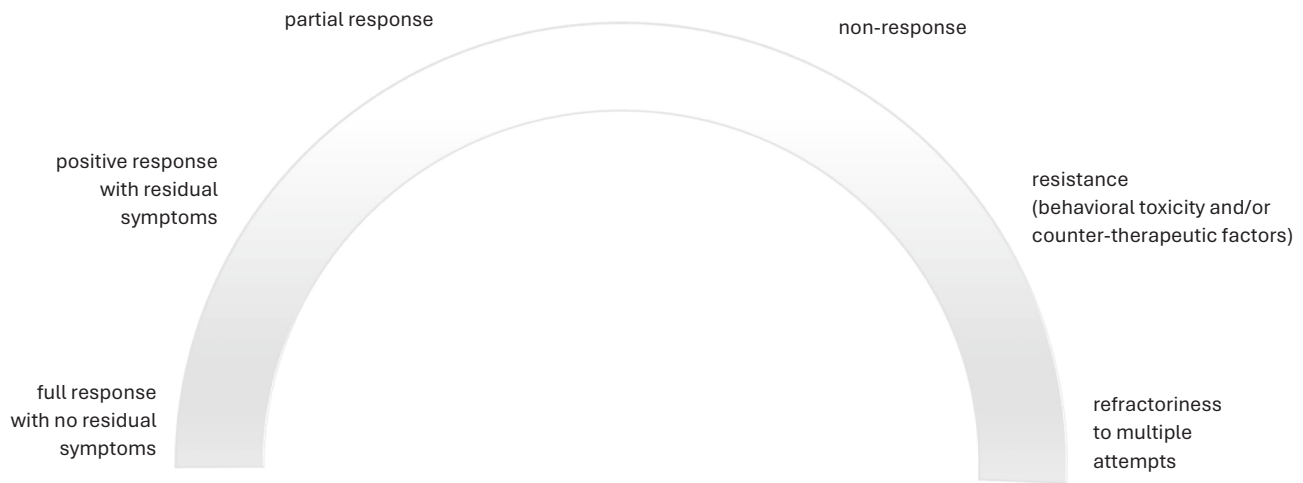 partial response
non-response
positive response
with residual
symptoms
resistance
(behavioral toxicity and/or
counter-therapeutic factors)
full response
with no residual
symptoms
refractoriness
to multiple
attempts